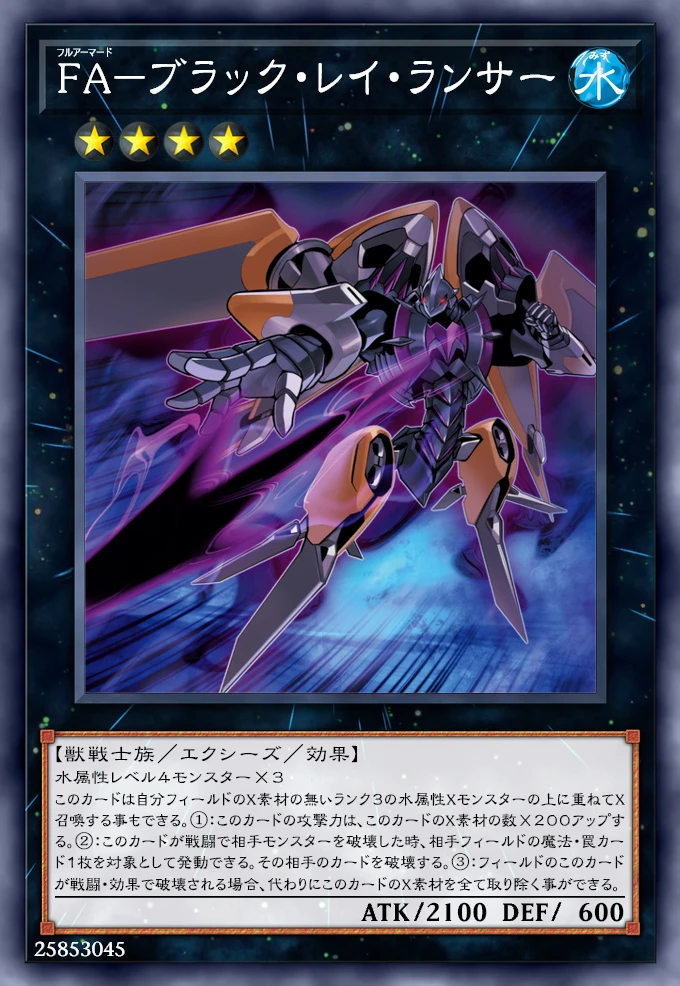 フルアーマード
FA－ブラック・レイ・ランサー
みず
水
【獣戦士族／エクシーズ／効果】
水属性レベル４モンスター×３
このカードは自分フィールドのX素材の無いランク3の水属性Xモンスターの上に重ねてX
召喚する事もできる。①：このカードの攻撃力は、このカードのX素材の数×２００アップす
る。②：このカードが戦闘で相手モンスターを破壊した時、相手フィールドの魔法・罠カー
ド1枚を対象として発動できる。その相手のカードを破壊する。③：フィールドのこのカード
が戦闘・効果で破壊される場合、代わりにこのカードのX素材を全て取り除く事ができる。
ATK/2100 DEF/ 600
25853045